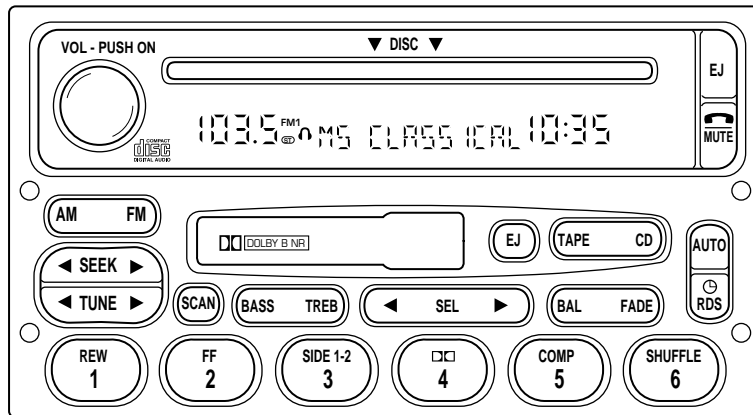 VOL - PUSH ON
▼ DISC ▼
EJ
MUTE
103.5 FM1 ST MS CLASSICAL 10:35
COMPACT
disc
DIGITAL AUDIO
AM FM
DOLBY B NR
EJ
TAPE CD
AUTO
◄ SEEK ►
◄ TUNE ►
SCAN
BASS TREB
◄ SEL ►
BAL FADE
RDS
REW
1
FF
2
SIDE 1-2
3
4
COMP
5
SHUFFLE
6